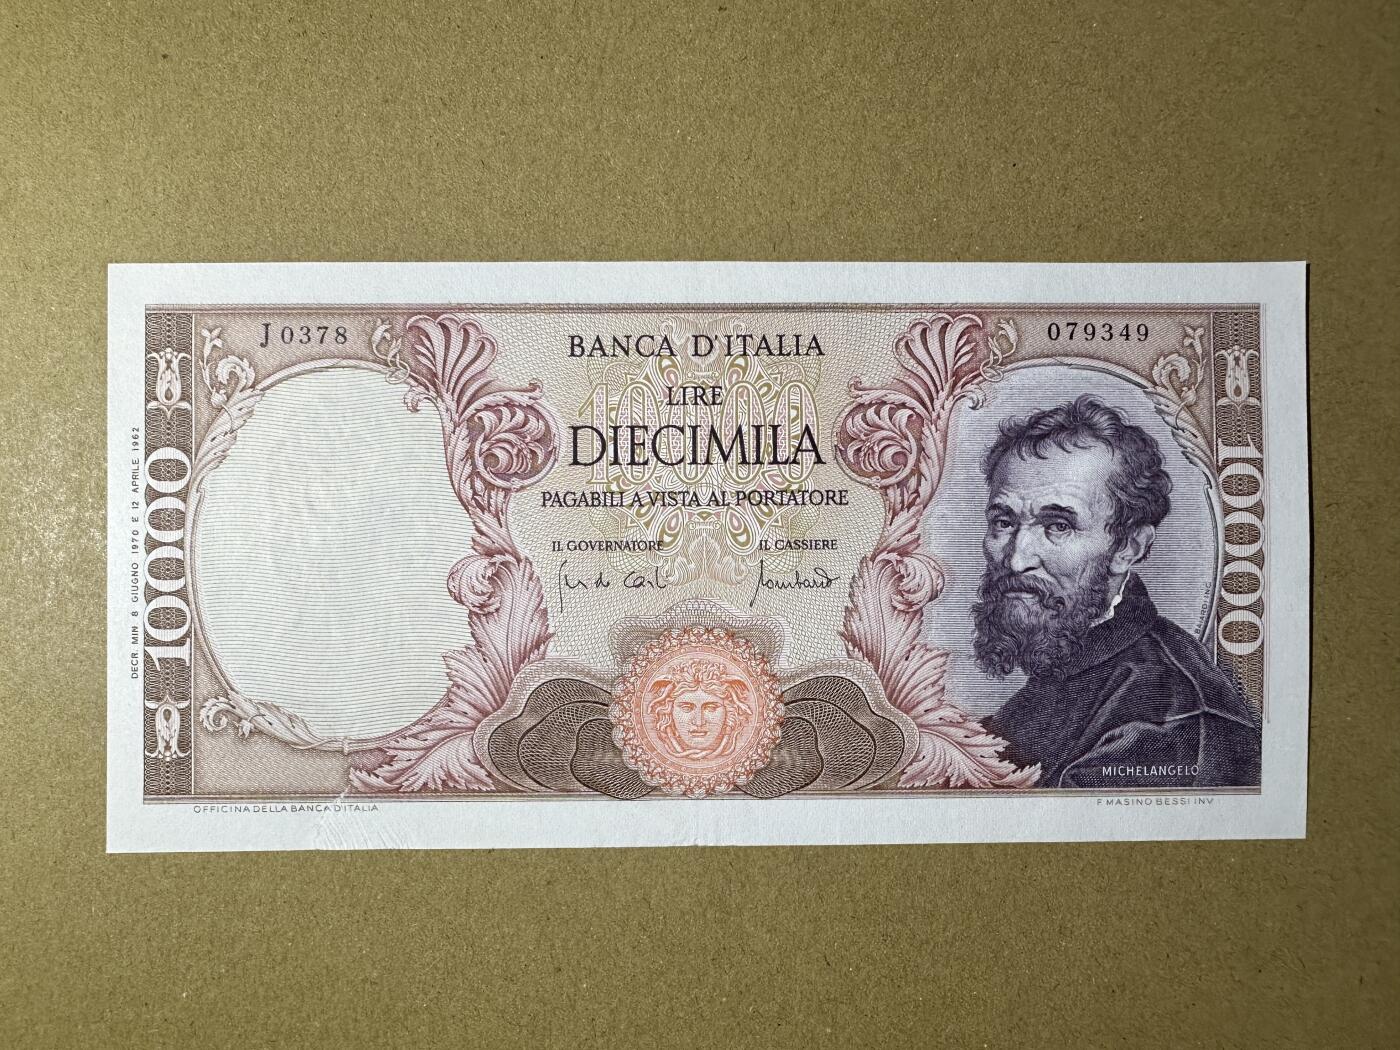 J 0378
079349
BANCA D'ITALIA
LIRE
10000
DIECIMILA
PAGABILI A VISTA AL PORTATORE
IL GOVERNATORE
IL CASSIERE
10000
10000
DECR. MIN. 8 GIUGNO 1970 E 12 APRILE 1962
MICHELANGELO
OFFICINA DELLA BANCA D'ITALIA
F. MASINO BESSI INV.